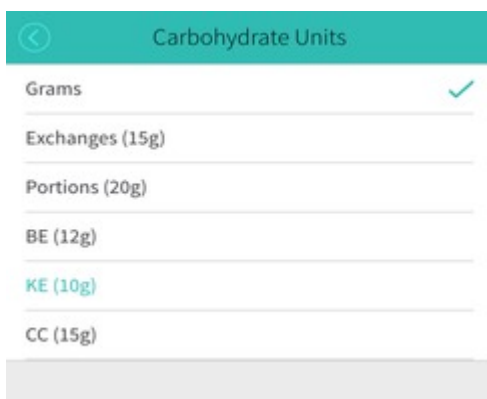 Carbohydrate Units
Grams
Exchanges (15g)
Portions (20g)
BE (12g)
KE (10g)
CC (15g)